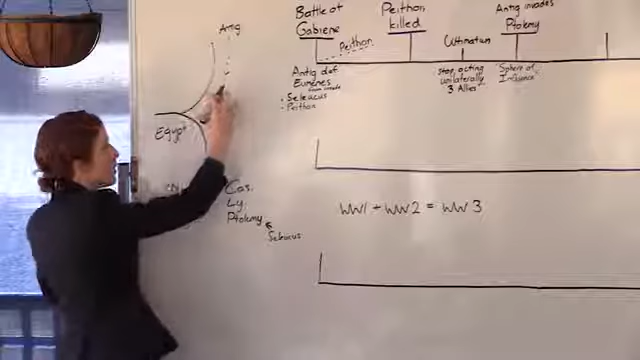 Antig
Egypt
Cas.
Ly.
Ptolemy
Seleucus
Battle of
Gabiene
Peithon
Peithon
killed
Ultimatum
Antig invades
Ptolemy
Antig def
Eumenes
• Seleucus
- Peithon
stop acting
unilaterally
3 Allies
Sphere of
Influence
WW1 + WW2 = WW3